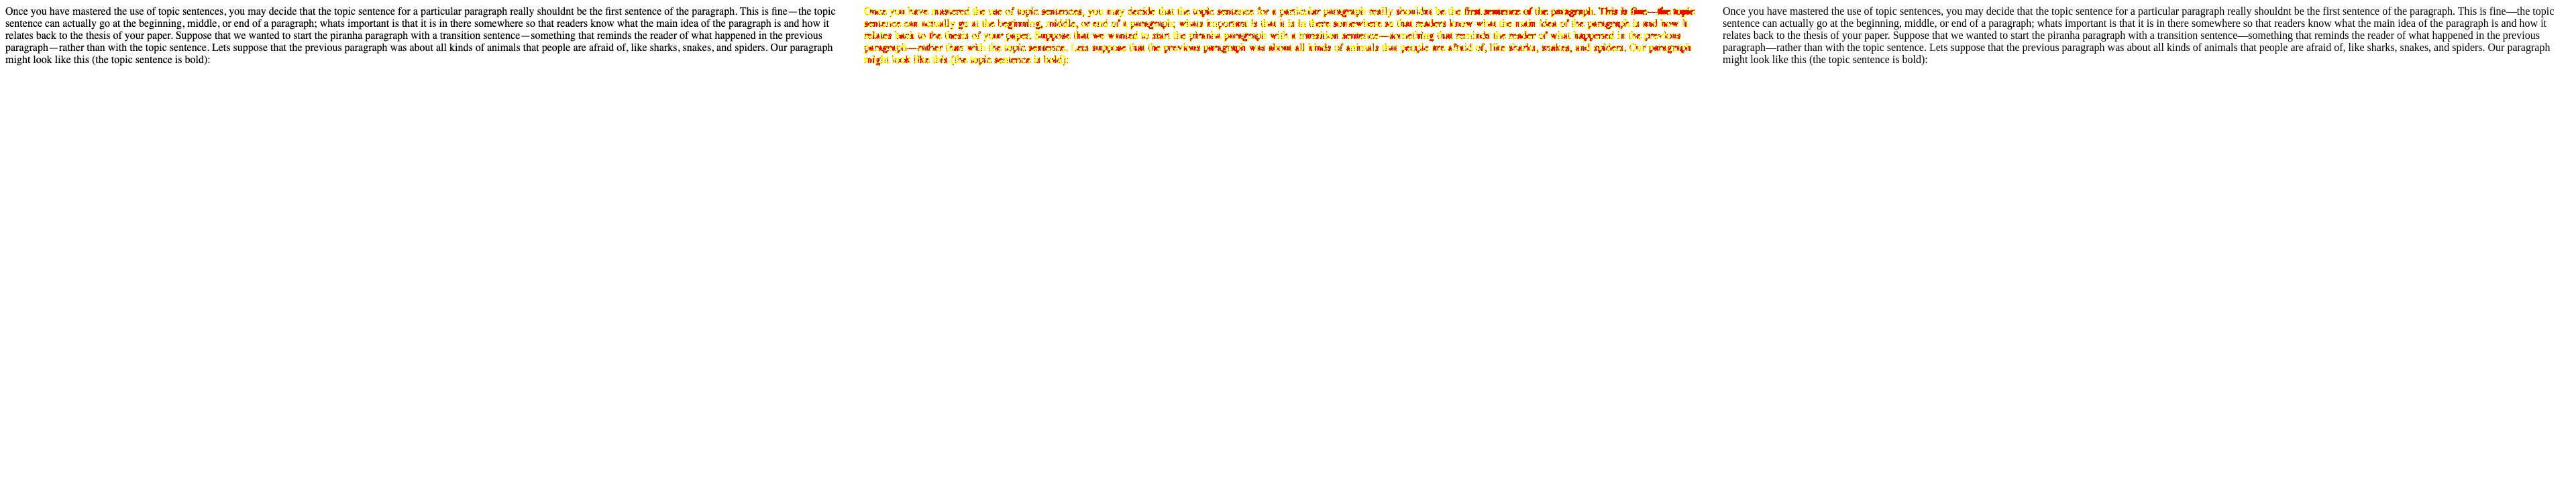 Once you have mastered the use of topic sentences, you may decide that the topic sentence for a particular paragraph really shouldnt be the first sentence of the paragraph. This is fine—the topic
sentence can actually go at the beginning, middle, or end of a paragraph; whats important is that it is in there somewhere so that readers know what the main idea of the paragraph is and how it
relates back to the thesis of your paper. Suppose that we wanted to start the piranha paragraph with a transition sentence—something that reminds the reader of what happened in the previous
paragraph—rather than with the topic sentence. Lets suppose that the previous paragraph was about all kinds of animals that people are afraid of, like sharks, snakes, and spiders. Our paragraph
might look like this (the topic sentence is bold):
Once you have mastered the use of topic sentences, you may decide that the topic sentence for a particular paragraph really shouldnt be the first sentence of the paragraph. This is fine—the topic
sentence can actually go at the beginning, middle, or end of a paragraph; whats important is that it is in there somewhere so that readers know what the main idea of the paragraph is and how it
relates back to the thesis of your paper. Suppose that we wanted to start the piranha paragraph with a transition sentence—something that reminds the reader of what happened in the previous
paragraph—rather than with the topic sentence. Lets suppose that the previous paragraph was about all kinds of animals that people are afraid of, like sharks, snakes, and spiders. Our paragraph
might look like this (the topic sentence is bold):
Once you have mastered the use of topic sentences, you may decide that the topic sentence for a particular paragraph really shouldnt be the first sentence of the paragraph. This is fine—the topic
sentence can actually go at the beginning, middle, or end of a paragraph; whats important is that it is in there somewhere so that readers know what the main idea of the paragraph is and how it
relates back to the thesis of your paper. Suppose that we wanted to start the piranha paragraph with a transition sentence—something that reminds the reader of what happened in the previous
paragraph—rather than with the topic sentence. Lets suppose that the previous paragraph was about all kinds of animals that people are afraid of, like sharks, snakes, and spiders. Our paragraph
might look like this (the topic sentence is bold):